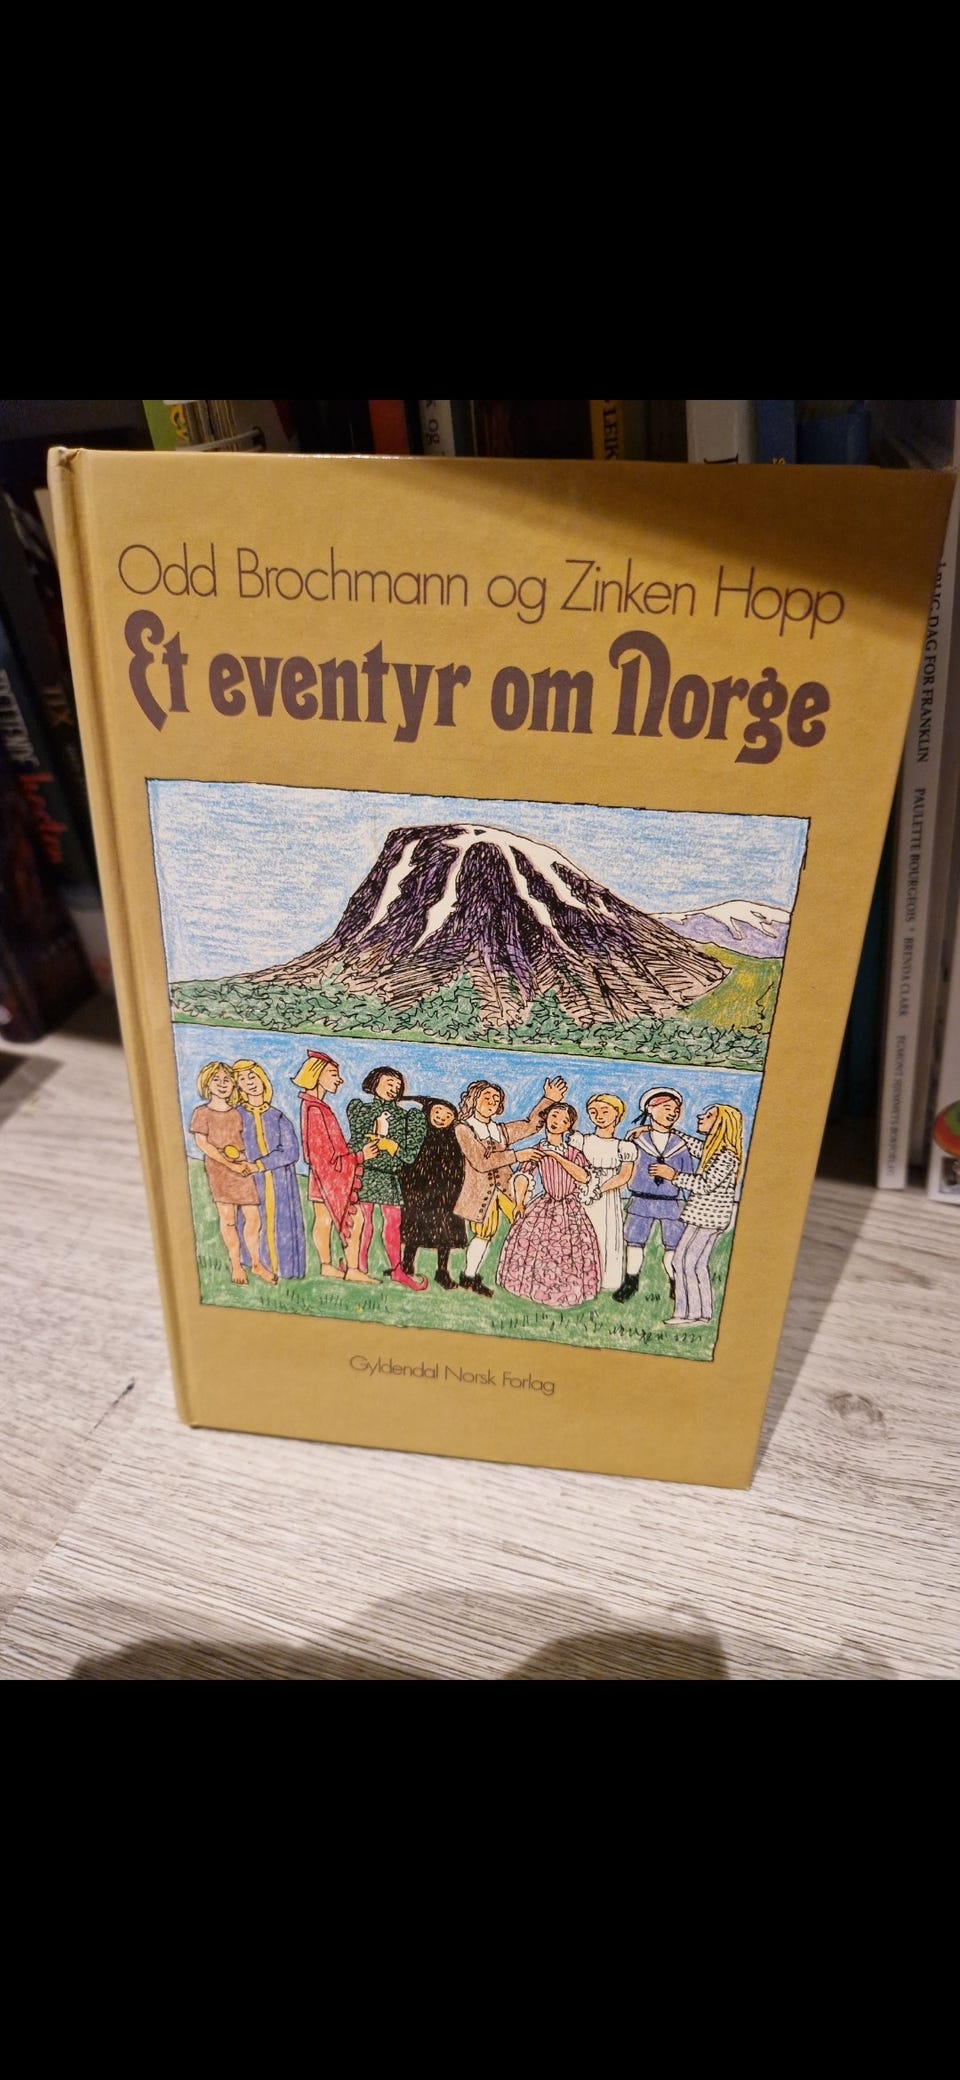 Odd Brochmann og Zinken Hopp
Et eventyr om Norge
Gyldendal Norsk Forlag
DAG FOR FRANKLIN PAULETTE BOURGEOIS • BRENDA CLARK
og